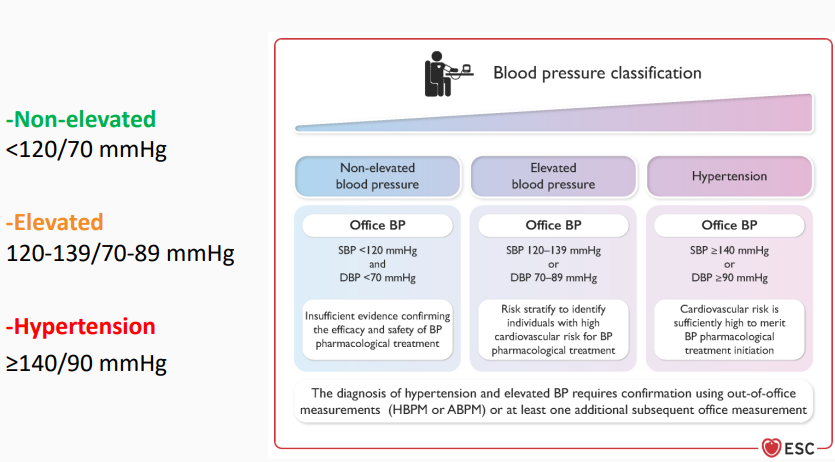 -Non-elevated
<120/70 mmHg
-Elevated
120-139/70-89 mmHg
-Hypertension
≥140/90 mmHg
Blood pressure classification
Non-elevated
blood pressure
Office BP
SBP <120 mmHg
and
DBP <70 mmHg
Insufficient evidence confirming
the efficacy and safety of BP
pharmacological treatment
Elevated
blood pressure
Office BP
SBP 120–139 mmHg
or
DBP 70–89 mmHg
Risk stratify to identify
individuals with high
cardiovascular risk for BP
pharmacological treatment
Hypertension
Office BP
SBP ≥140 mmHg
or
DBP ≥90 mmHg
Cardiovascular risk is
sufficiently high to merit
BP pharmacological
treatment initiation
The diagnosis of hypertension and elevated BP requires confirmation using out-of-office
measurements (HBPM or ABPM) or at least one additional subsequent office measurement
ESC